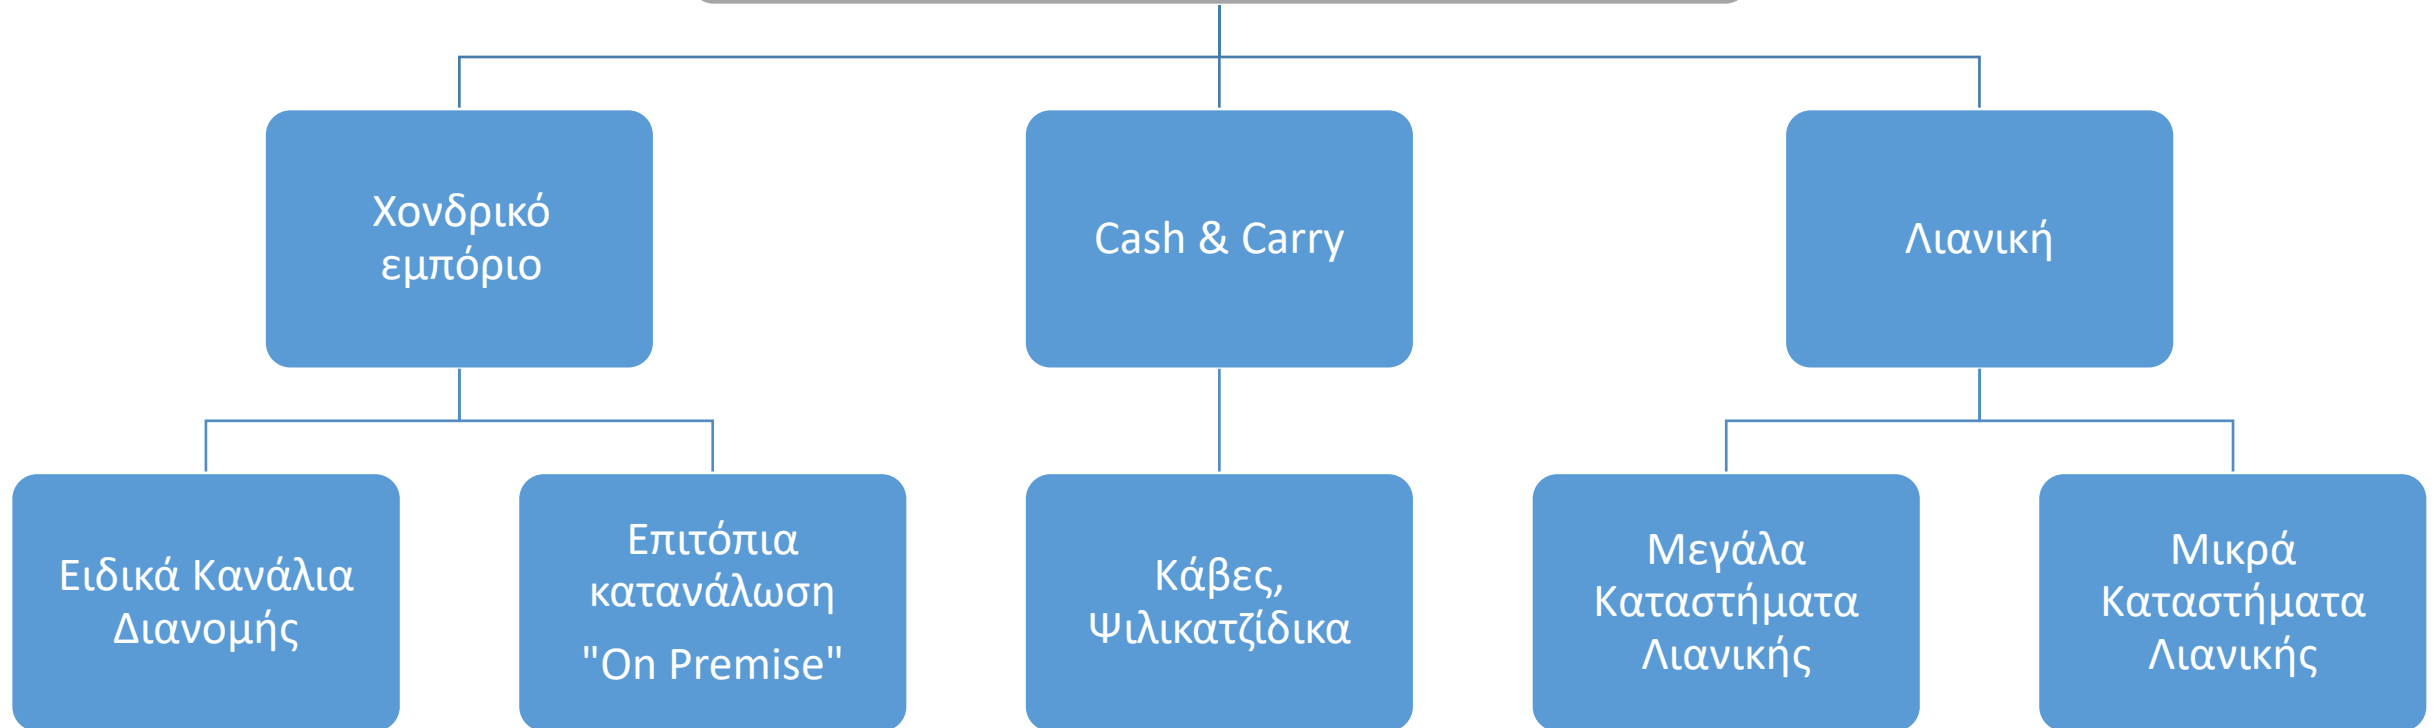 Χονδρικό
εμπόριο
Cash & Carry
Λιανική
Ειδικά Κανάλια
Διανομής
Επιτόπια
κατανάλωση
"On Premise"
Κάβες,
Ψιλικατζίδικα
Μεγάλα
Καταστήματα
Λιανικής
Μικρά
Καταστήματα
Λιανικής